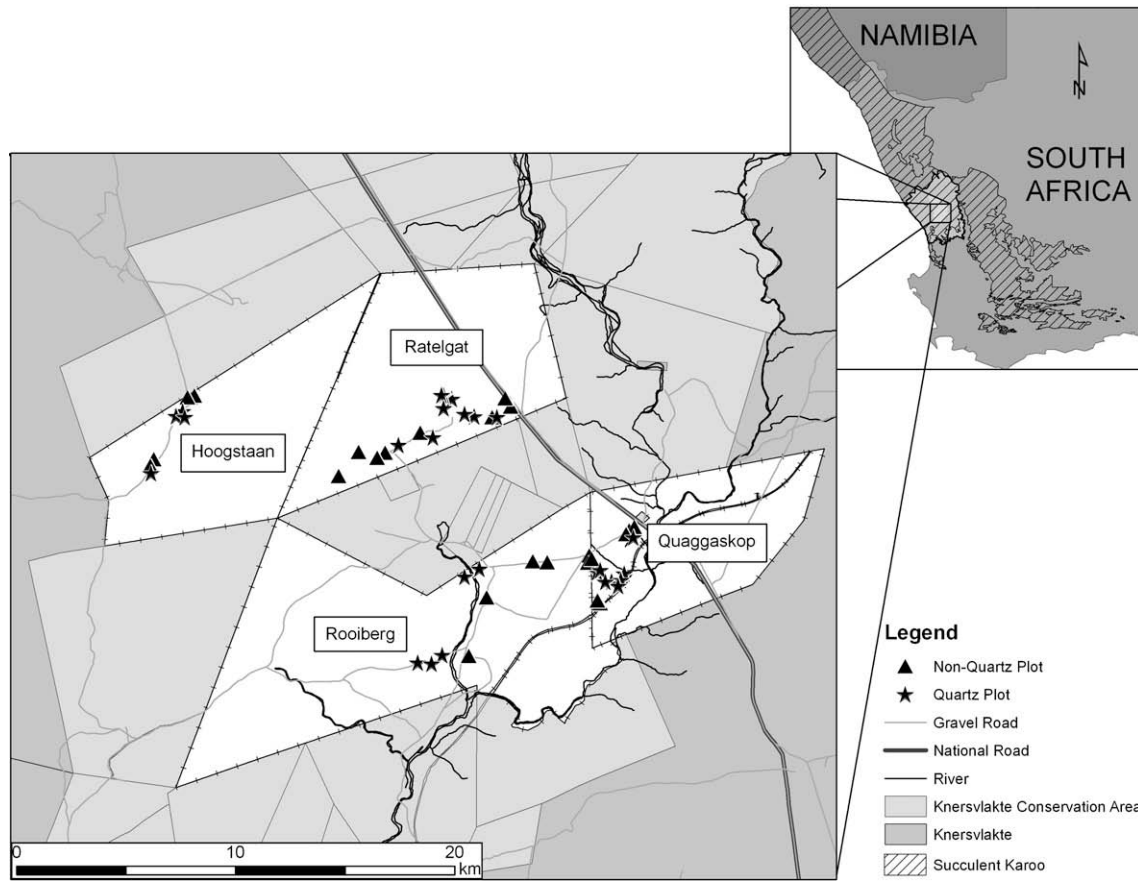 NAMIBIA
N
SOUTH
AFRICA
Ratelgat
Hoogstaan
Quaggaskop
Rooiberg
Legend
Non-Quartz Plot
Quartz Plot
Gravel Road
National Road
River
Knersvlakte Conservation Area
Knersvlakte
Succulent Karoo
0 10 20
km